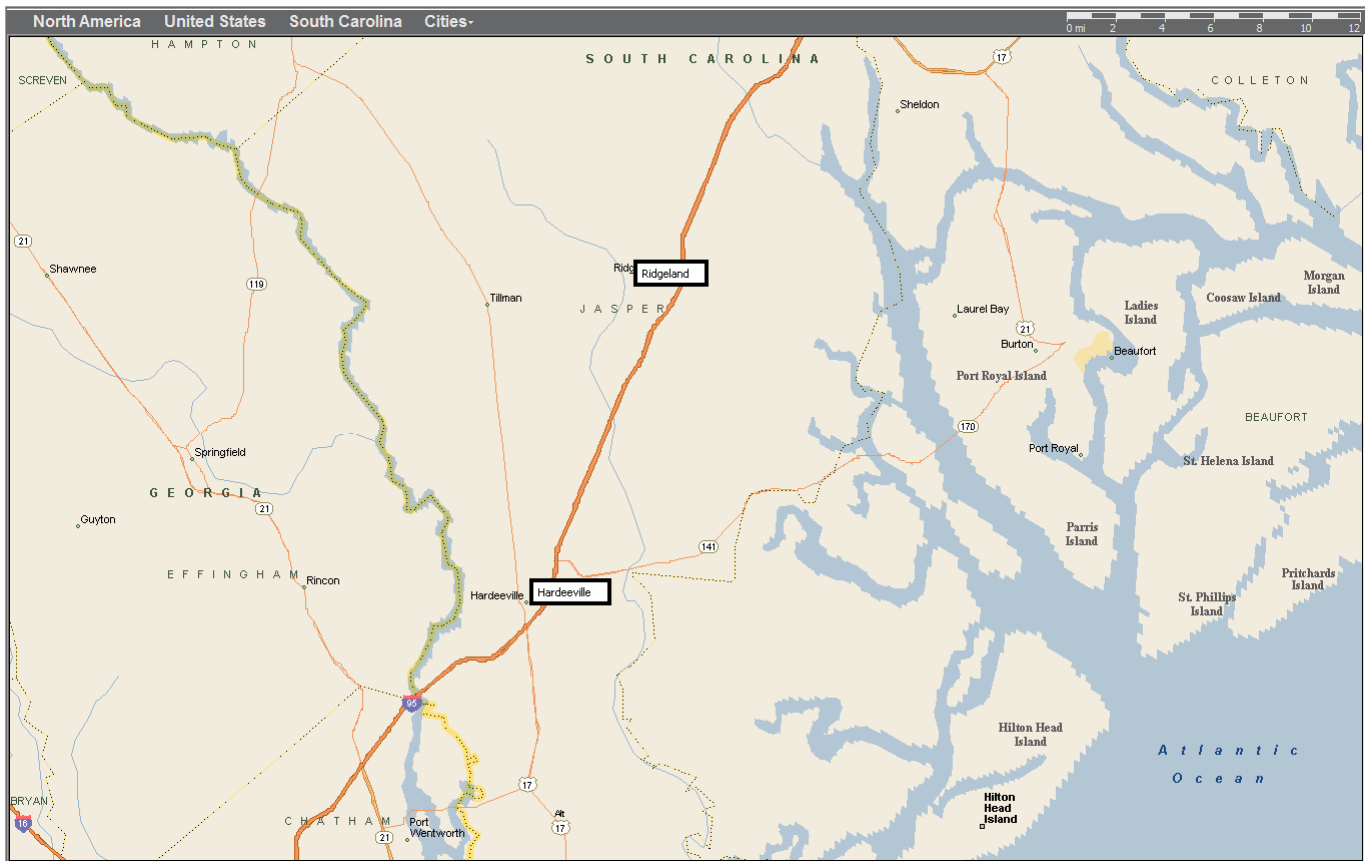 North America United States South Carolina Cities-
0 mi 2 4 6 8 10 12
HAMPTON
SOUTH CAROLINA
17
SCREVEN
COLLETON
Sheldon
21
Shawnee
119
Ridg
Ridgeland
Tillman
JASPER
Morgan
Island
Coosaw Island
Ladies
Island
Laurel Bay
21
Burton
Beaufort
Port Royal Island
BEAUFORT
170
Port Royal
St. Helena Island
Springfield
GEORGIA
21
Guyton
Parris
Island
141
EFFINGHAM
Rincon
Hardeeville
Hardeeville
Pritchards
Island
St. Phillips
Island
95
Hilton Head
Island
Atlantic
Ocean
17
BRYAN
16
CHATHAM
21
Port
Wentworth
Alt
17
Hilton
Head
Island